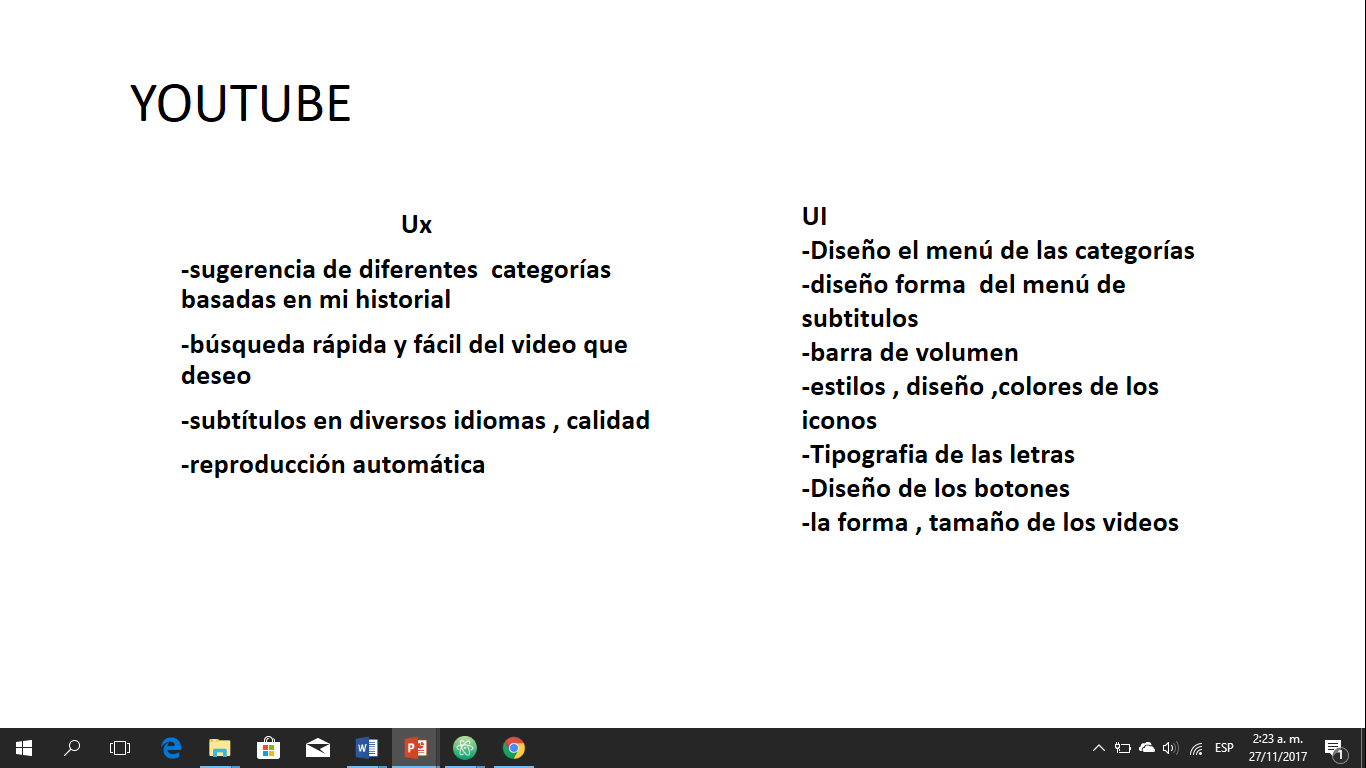 YOUTUBE
Ux
-sugerencia de diferentes  categorías
basadas en mi historial
-búsqueda rápida y fácil del video que
deseo
-subtítulos en diversos idiomas , calidad
-reproducción automática
UI
-Diseño el menú de las categorías
-diseño forma  del menú de
subtitulos
-barra de volumen
-estilos , diseño ,colores de los
iconos
-Tipografia de las letras
-Diseño de los botones
-la forma , tamaño de los videos
ESP
2:23 a. m.
27/11/2017
1